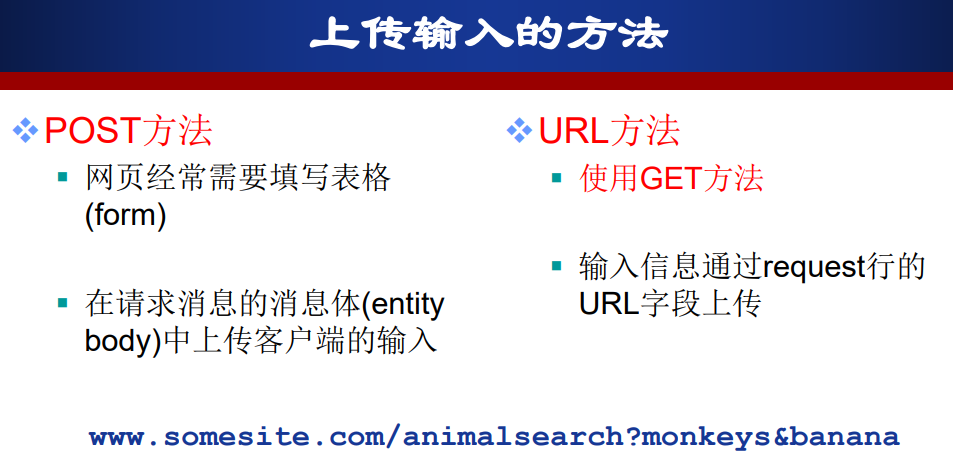 上传输入的方法
POST方法
网页经常需要填写表格
(form)
在请求消息的消息体(entity
body)中上传客户端的输入
URL方法
使用GET方法
输入信息通过request行的
URL字段上传
www.somesite.com/animalsearch?monkeys&banana